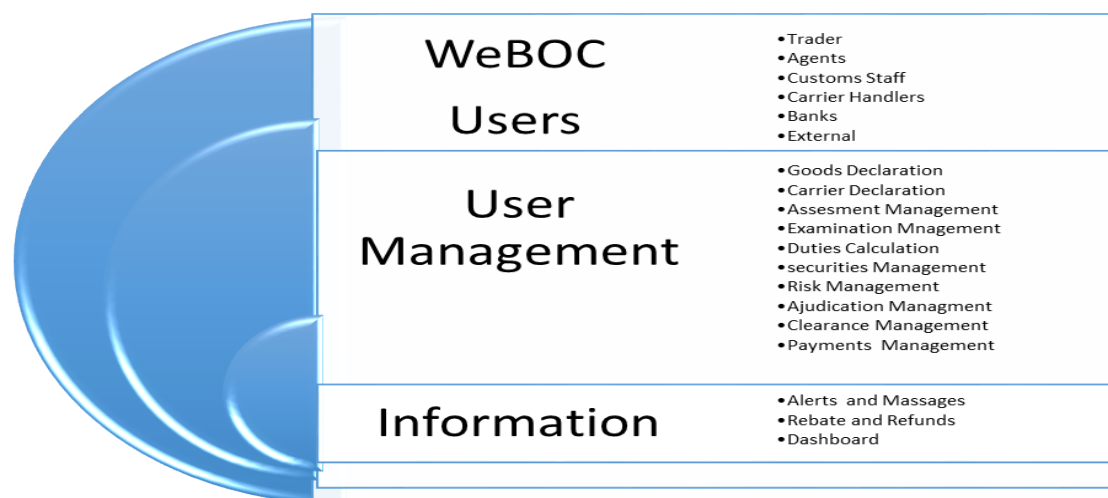 WeBOC
Users
•Trader
•Agents
•Customs Staff
•Carrier Handlers
•Banks
•External
User
Management
•Goods Declaration
•Carrier Declaration
•Assesment Management
•Examination Mnagement
•Duties Calculation
•securities Management
•Risk Management
•Ajudication Managment
•Clearance Management
•Payments Management
Information
•Alerts and Massages
•Rebate and Refunds
•Dashboard